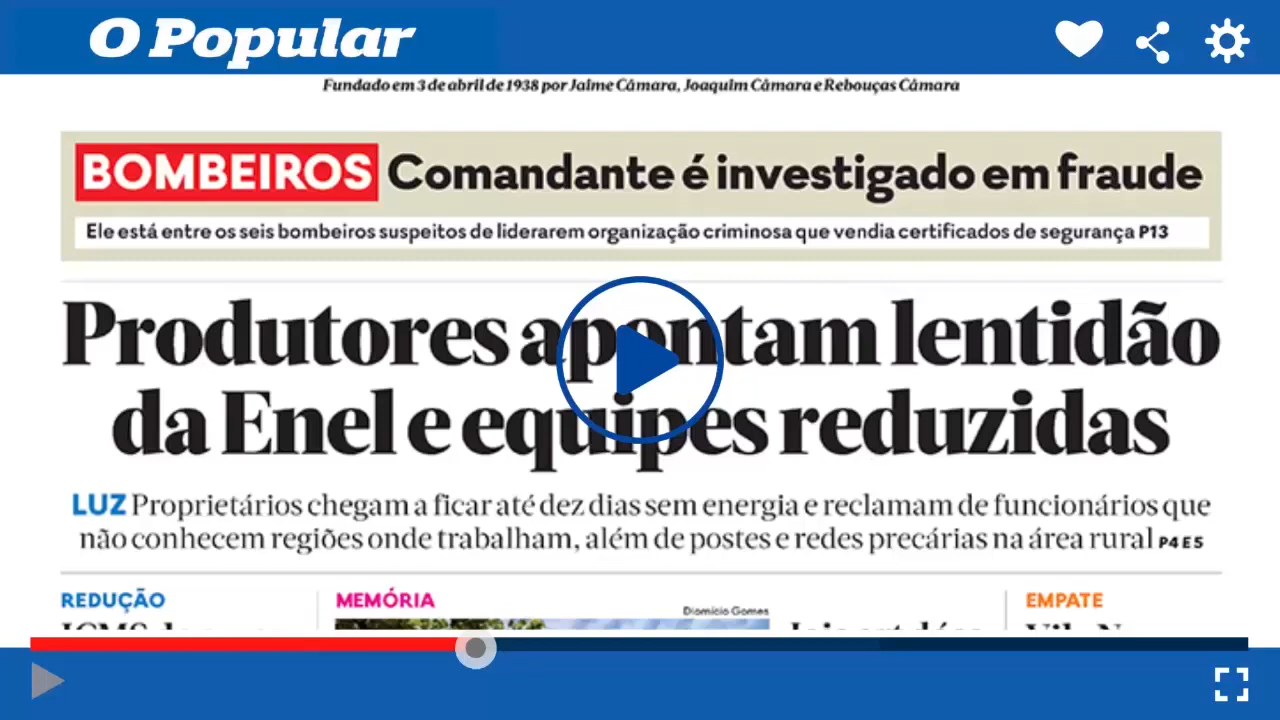 O Popular
Fundado em 3 de abril de 1938 por Jaime Câmara, Joaquim Câmara e Rebouças Câmara
BOMBEIROS Comandante é investigado em fraude
Ele está entre os seis bombeiros suspeitos de liderarem organização criminosa que vendia certificados de segurança P13
Produtores apontam lentidão
da Enel e equipes reduzidas
LUZ Proprietários chegam a ficar até dez dias sem energia e reclamam de funcionários que
não conhecem regiões onde trabalham, além de postes e redes precárias na área rural P4 E 5
REDUÇÃO
MEMÓRIA
Diomício Gomes
EMPATE